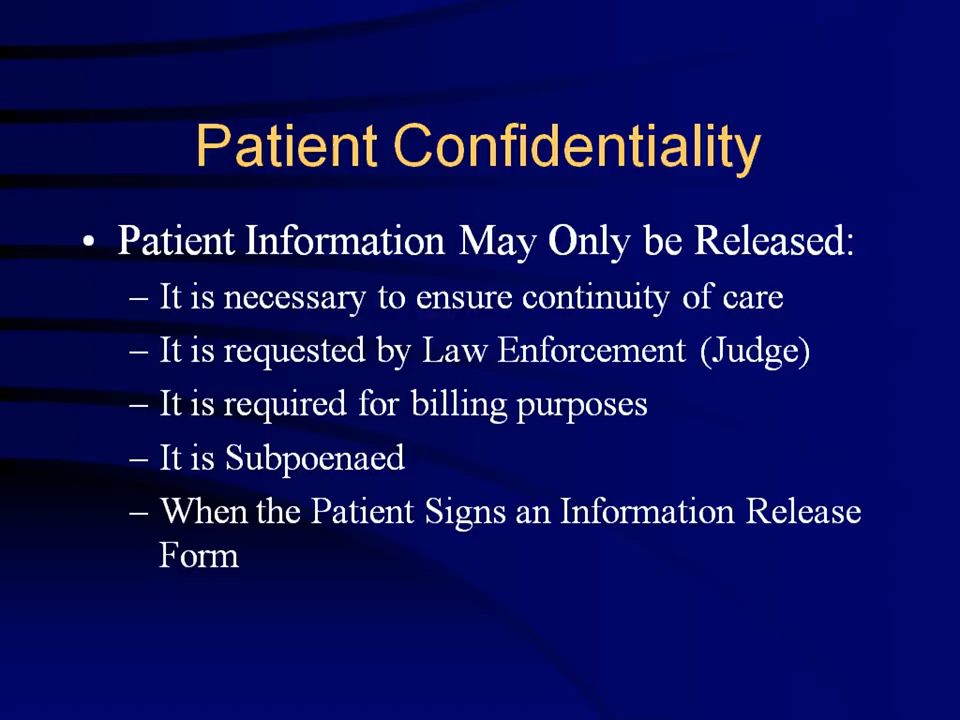 Patient Confidentiality
• Patient Information May Only be Released:
– It is necessary to ensure continuity of care
– It is requested by Law Enforcement (Judge)
– It is required for billing purposes
– It is Subpoenaed
– When the Patient Signs an Information Release
Form